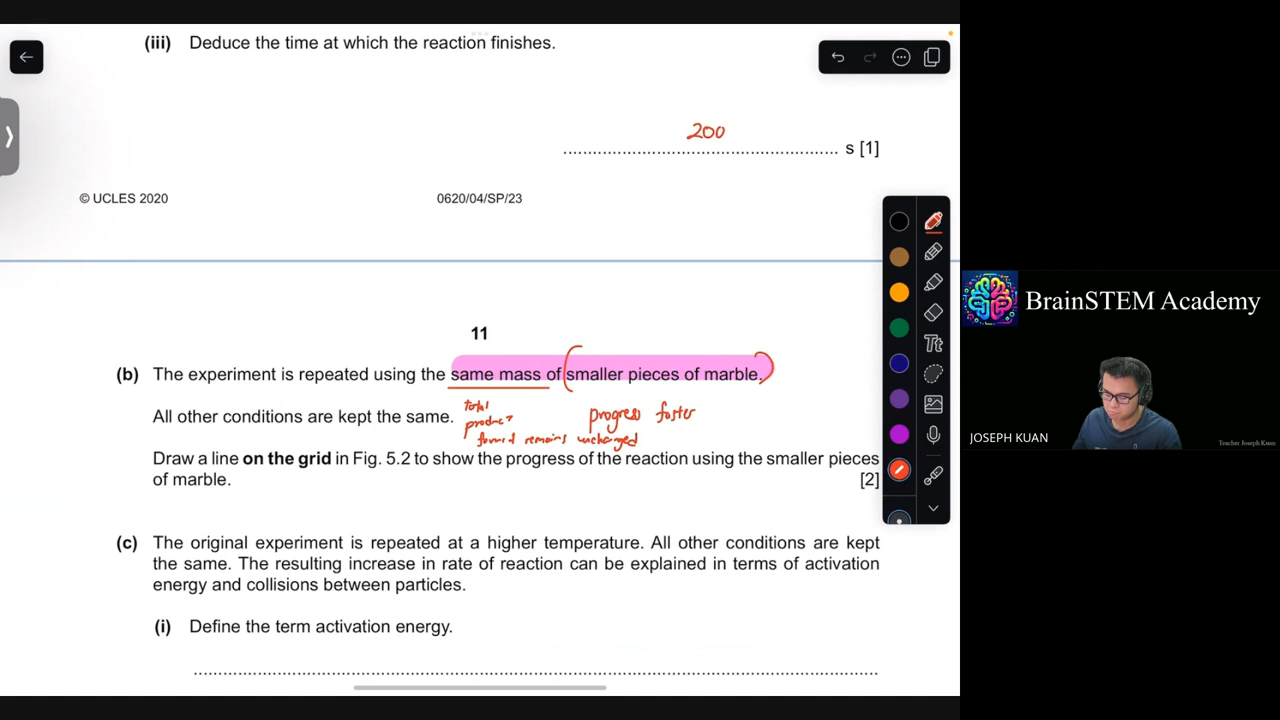 (iii) Deduce the time at which the reaction finishes.
200
s [1]
© UCLES 2020
0620/04/SP/23
11
(b) The experiment is repeated using the same mass of smaller pieces of marble.
total
product
formed remains unchanged
progress faster
All other conditions are kept the same.
Draw a line on the grid in Fig. 5.2 to show the progress of the reaction using the smaller pieces
of marble. [2]
(c) The original experiment is repeated at a higher temperature. All other conditions are kept
the same. The resulting increase in rate of reaction can be explained in terms of activation
energy and collisions between particles.
(i) Define the term activation energy.
Tt
BrainSTEM Academy
JOSEPH KUAN
Teacher Joseph Kuan